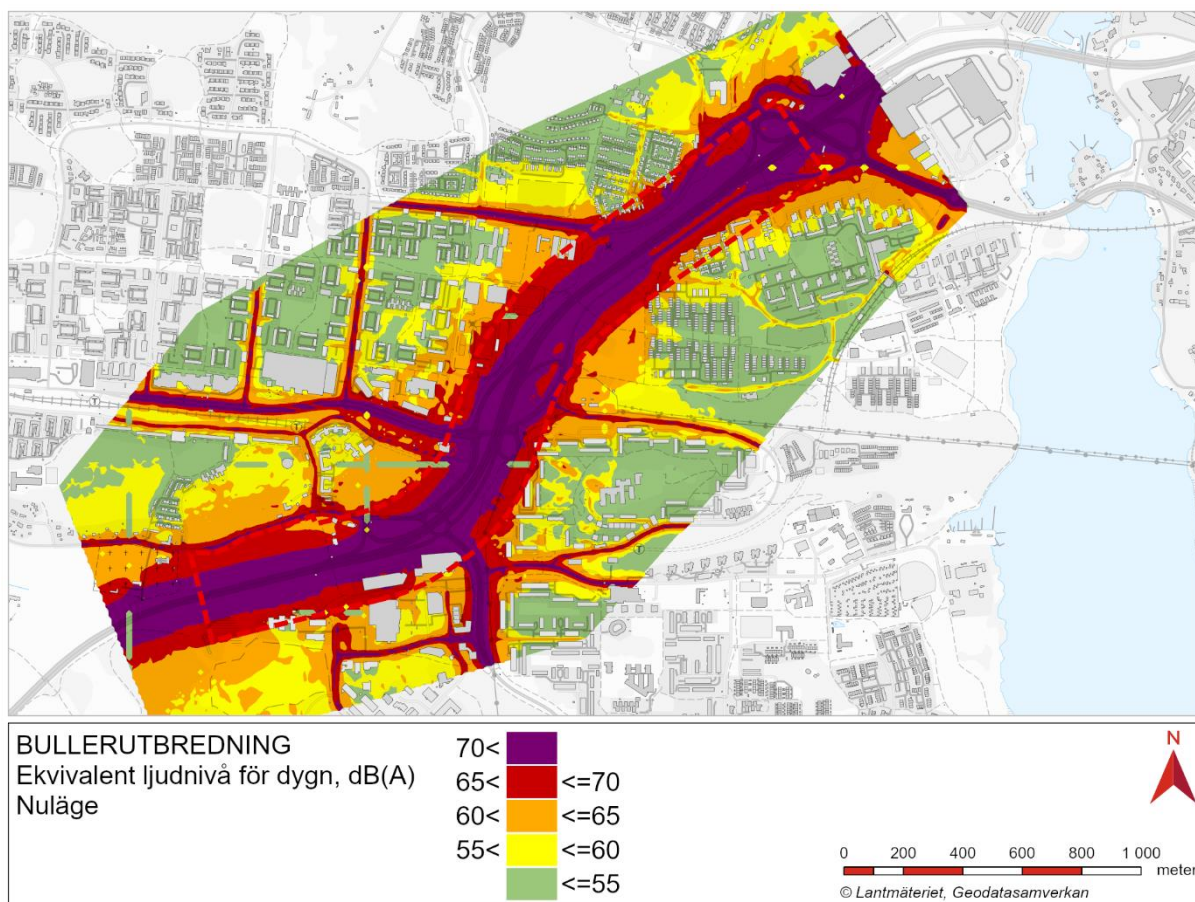 BULLERUTBREDNING
Ekvivalent ljudnivå för dygn, dB(A)
Nuläge
70<
65< <=70
60< <=65
55< <=60
<=55
N
0 200 400 600 800 1 000
meter
© Lantmäteriet, Geodatasamverkan